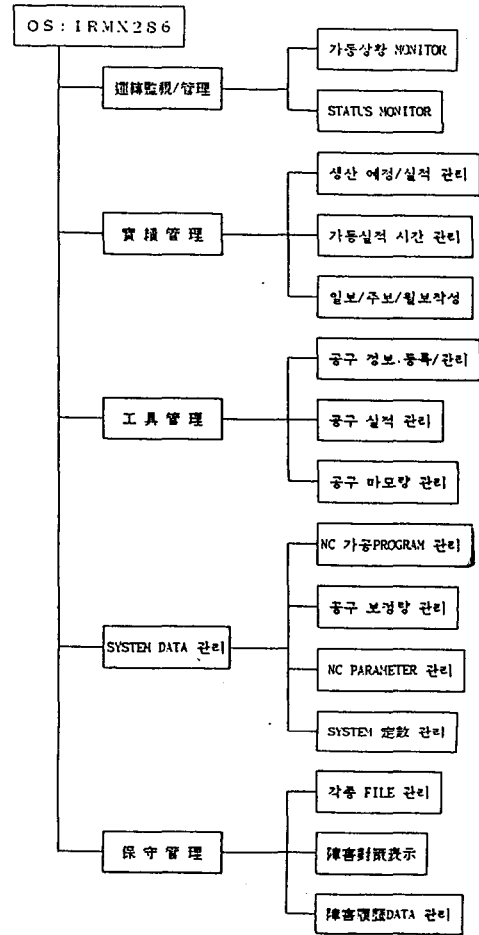 OS : IRMX286
運轉監視/管理
가동상황 MONITOR
STATUS MONITOR
實績管理
생산 예정/실적 관리
가동실적 시간 관리
일보/주보/월보작성
工具管理
공구 정보.등록/관리
공구 실적 관리
공구 마모량 관리
SYSTEM DATA 관리
NC 가공PROGRAM 관리
공구 보정량 관리
NC PARAMETER 관리
SYSTEM 定數 관리
保守管理
각종 FILE 관리
障害對策表示
障害履歷DATA 관리